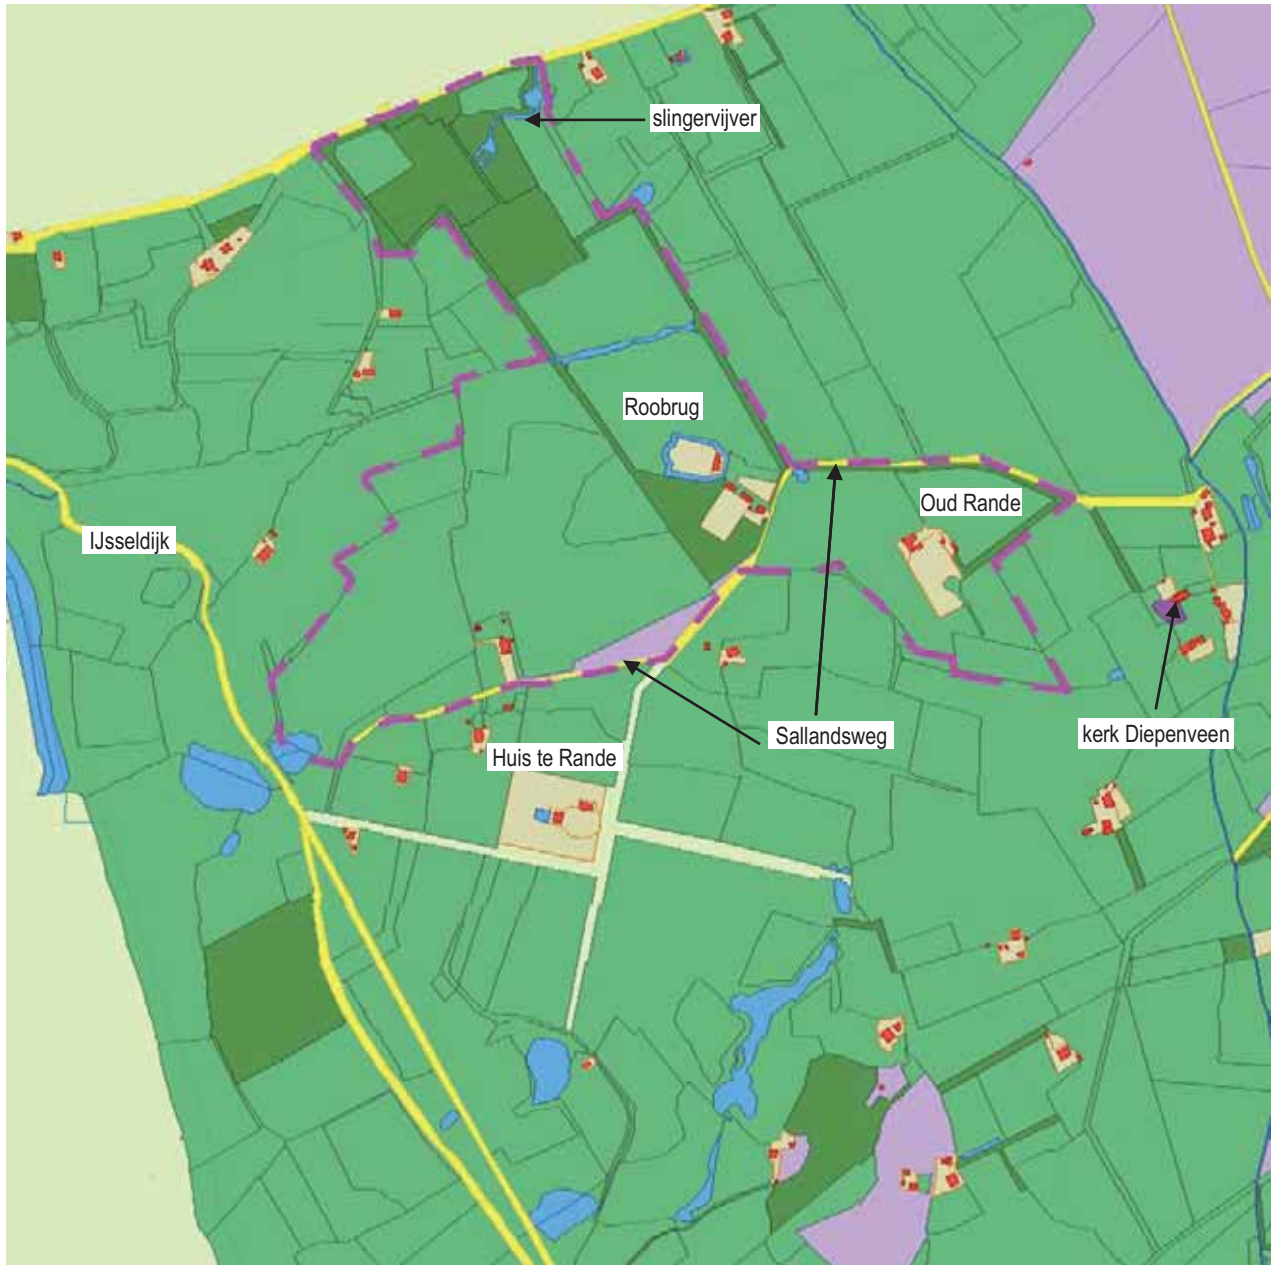 slingervijver
Roobrug
Oud Rande
IJsseldijk
Sallandsweg
kerk Diepenveen
Huis te Rande